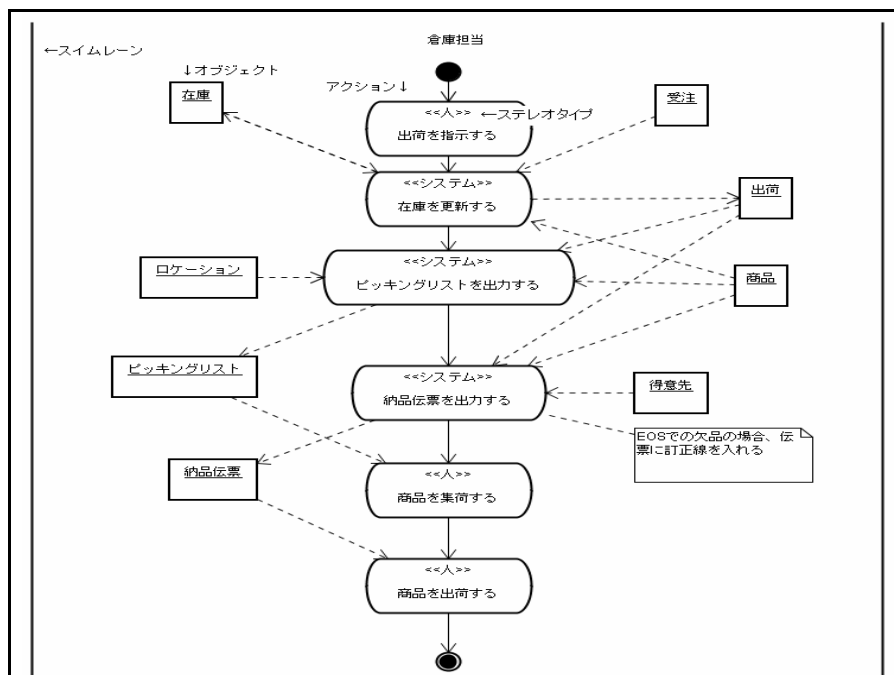 倉庫担当
←スイムレーン
↓オブジェクト
アクション↓
在庫
受注
<<人>>
←ステレオタイプ
出荷を指示する
<<システム>>
在庫を更新する
出荷
<<システム>>
ピッキングリストを出力する
ロケーション
商品
ピッキングリスト
<<システム>>
納品伝票を出力する
得意先
EOSでの欠品の場合、伝
票に訂正線を入れる
納品伝票
<<人>>
商品を集荷する
<<人>>
商品を出荷する